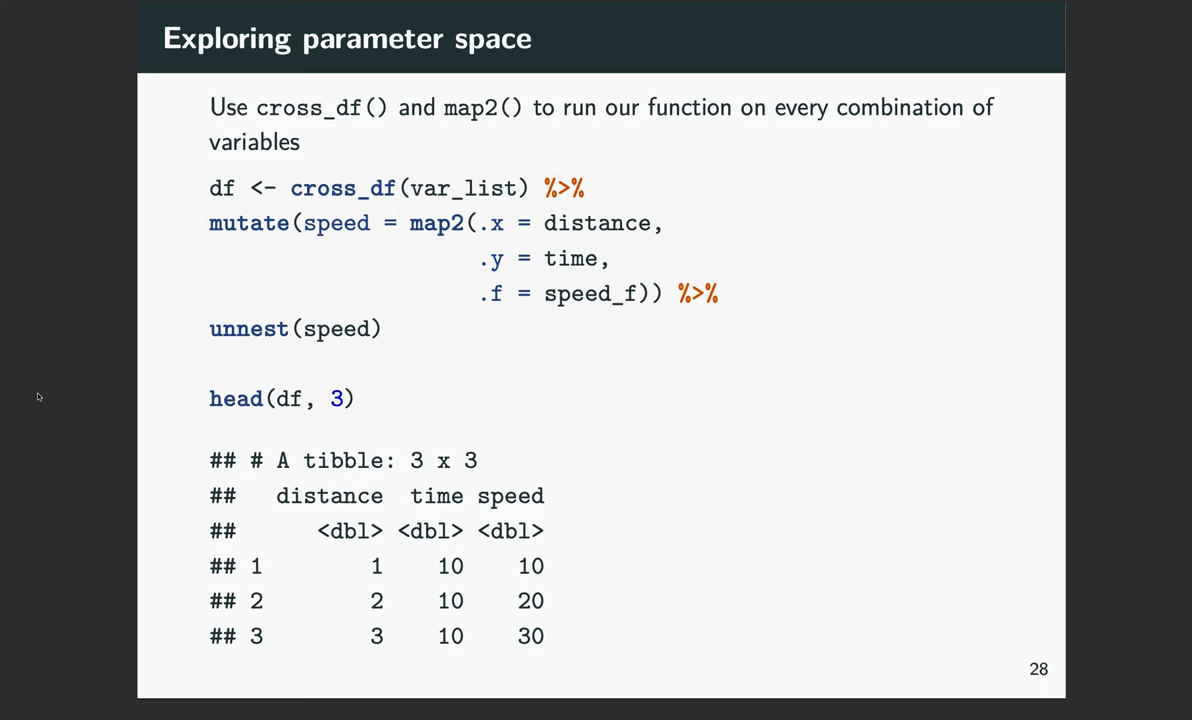 Exploring parameter space
Use cross_df() and map2() to run our function on every combination of
variables
df <- cross_df(var_list) %>%
mutate(speed = map2(.x = distance,
.y = time,
.f = speed_f)) %>%
unnest(speed)
head(df, 3)
## # A tibble: 3 x 3
## distance time speed
## <dbl> <dbl> <dbl>
## 1 1 10 10
## 2 2 10 20
## 3 3 10 30
28